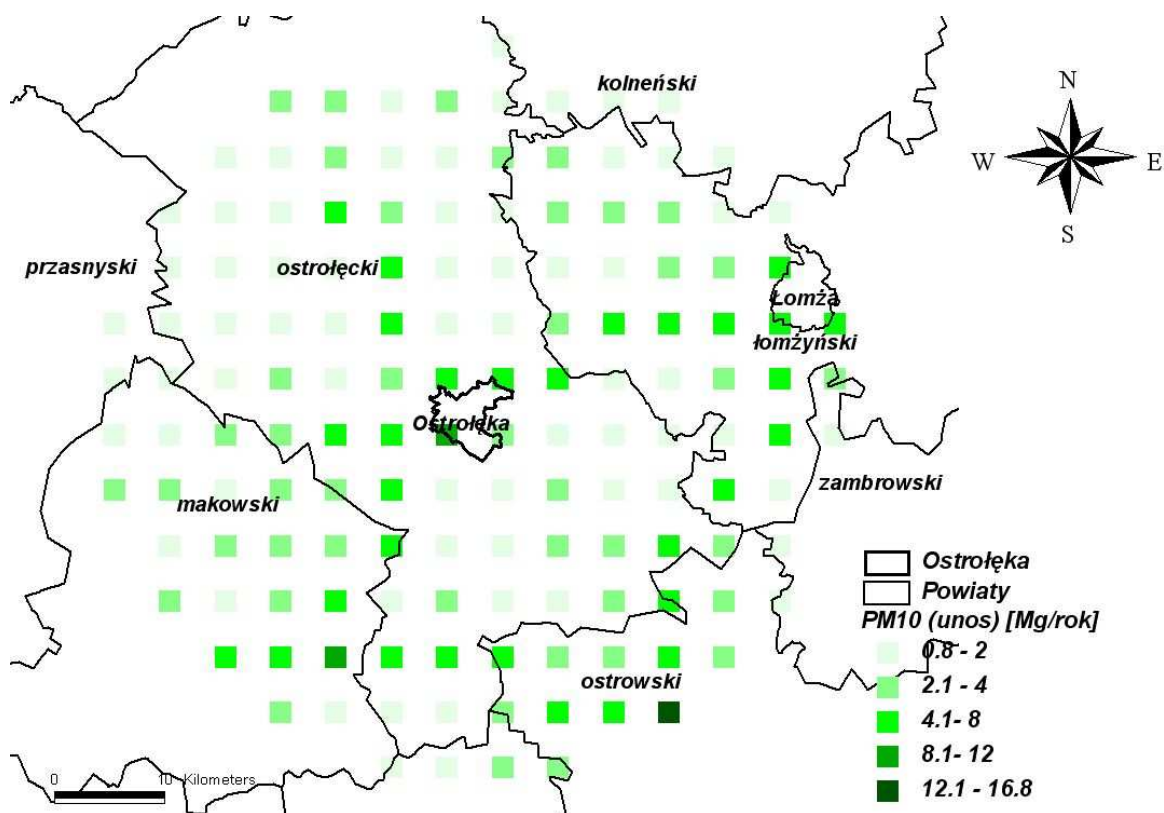 kolneński
N
W
E
S
przasnyski
ostrołęcki
Łomża
łomżyński
Ostrołęka
makowski
zambrowski
Ostrołęka
Powiaty
PM10 (unos) [Mg/rok]
0.8 - 2
ostrowski
2.1 - 4
4.1- 8
8.1- 12
12.1 - 16.8
0 10 Kilometers